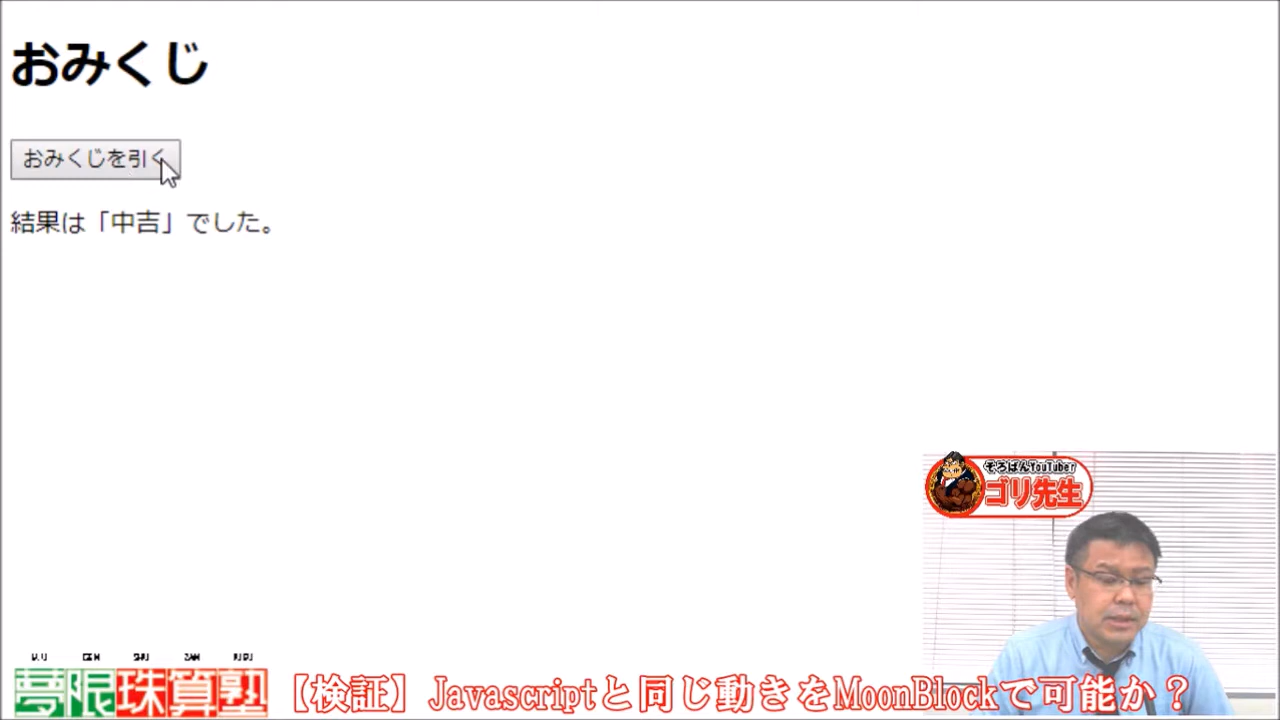 おみくじ
おみくじを引く
結果は「中吉」でした。
そろばんYouTuber
ゴリ先生
夢限珠算塾
【検証】Javascriptと同じ動きをMoonBlockで可能か？